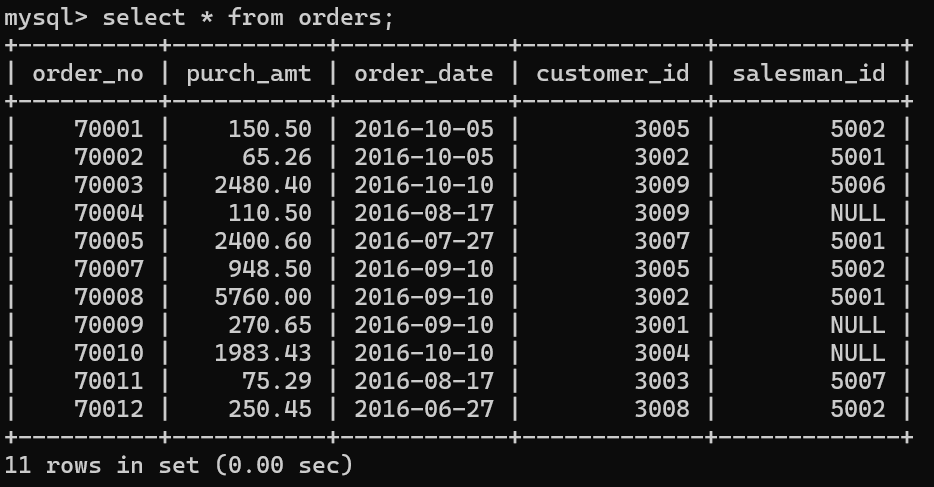 mysql> select * from orders;
+----------+-----------+------------+-------------+-------------+
| order_no | purch_amt | order_date | customer_id | salesman_id |
+----------+-----------+------------+-------------+-------------+
|    70001 |    150.50 | 2016-10-05 |        3005 |        5002 |
|    70002 |     65.26 | 2016-10-05 |        3002 |        5001 |
|    70003 |   2480.40 | 2016-10-10 |        3009 |        5006 |
|    70004 |    110.50 | 2016-08-17 |        3009 |        NULL |
|    70005 |   2400.60 | 2016-07-27 |        3007 |        5001 |
|    70007 |    948.50 | 2016-09-10 |        3005 |        5002 |
|    70008 |   5760.00 | 2016-09-10 |        3002 |        5001 |
|    70009 |    270.65 | 2016-09-10 |        3001 |        NULL |
|    70010 |   1983.43 | 2016-10-10 |        3004 |        NULL |
|    70011 |     75.29 | 2016-08-17 |        3003 |        5007 |
|    70012 |    250.45 | 2016-06-27 |        3008 |        5002 |
+----------+-----------+------------+-------------+-------------+
11 rows in set (0.00 sec)